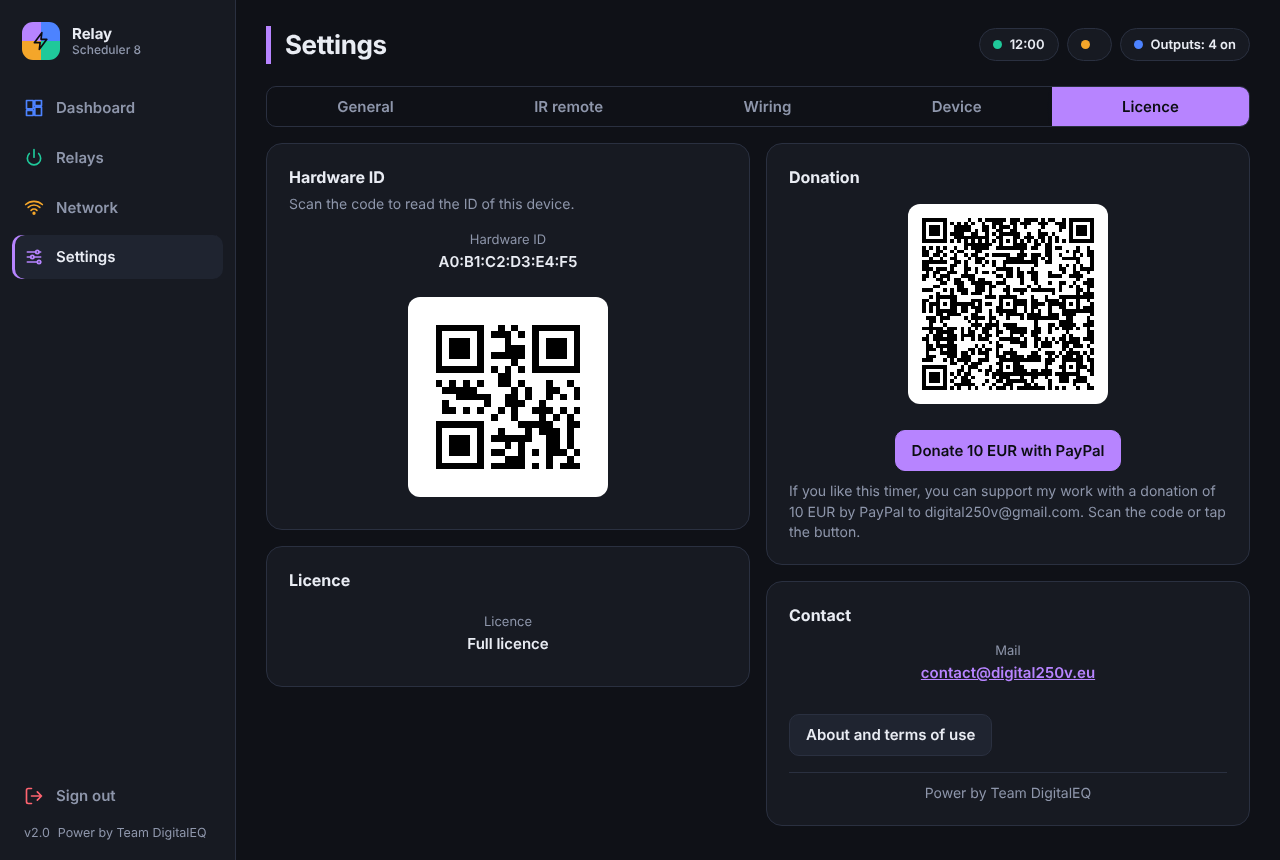 Relay
Scheduler 8
Dashboard
Relays
Network
Settings
Sign out
v2.0 Power by Team DigitalEQ
Settings
12:00
Outputs: 4 on
General
IR remote
Wiring
Device
Licence
Hardware ID
Scan the code to read the ID of this device.
Hardware ID
A0:B1:C2:D3:E4:F5
Licence
Licence
Full licence
Donation
Donate 10 EUR with PayPal
If you like this timer, you can support my work with a donation of
10 EUR by PayPal to digital250v@gmail.com. Scan the code or tap
the button.
Contact
Mail
contact@digital250v.eu
About and terms of use
Power by Team DigitalEQ